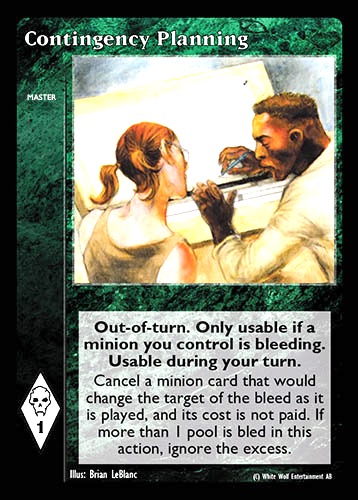 Contingency Planning
MASTER
Out-of-turn. Only usable if a
minion you control is bleeding.
Usable during your turn.
Cancel a minion card that would
change the target of the bleed as it
is played, and its cost is not paid. If
more than 1 pool is bled in this
action, ignore the excess.
1
Illus: Brian LeBlanc
(C) White Wolf Entertainment AB